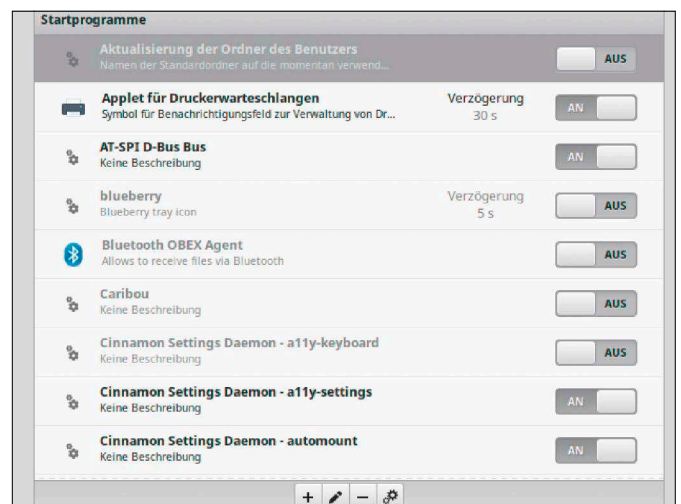 Startprogramme
Aktualisierung der Ordner des Benutzers
Namen der Standardordner auf die momentan verwend...
AUS
Applet für Druckerwarteschlangen
Symbol für Benachrichtigungsfeld zur Verwaltung von Dr...
Verzögerung
30 s
AN
AT-SPI D-Bus Bus
Keine Beschreibung
AN
blueberry
Blueberry tray icon
Verzögerung
5 s
AUS
Bluetooth OBEX Agent
Allows to receive files via Bluetooth
AUS
Caribou
Keine Beschreibung
AUS
Cinnamon Settings Daemon - a11y-keyboard
Keine Beschreibung
AUS
Cinnamon Settings Daemon - a11y-settings
Keine Beschreibung
AN
Cinnamon Settings Daemon - automount
Keine Beschreibung
AN